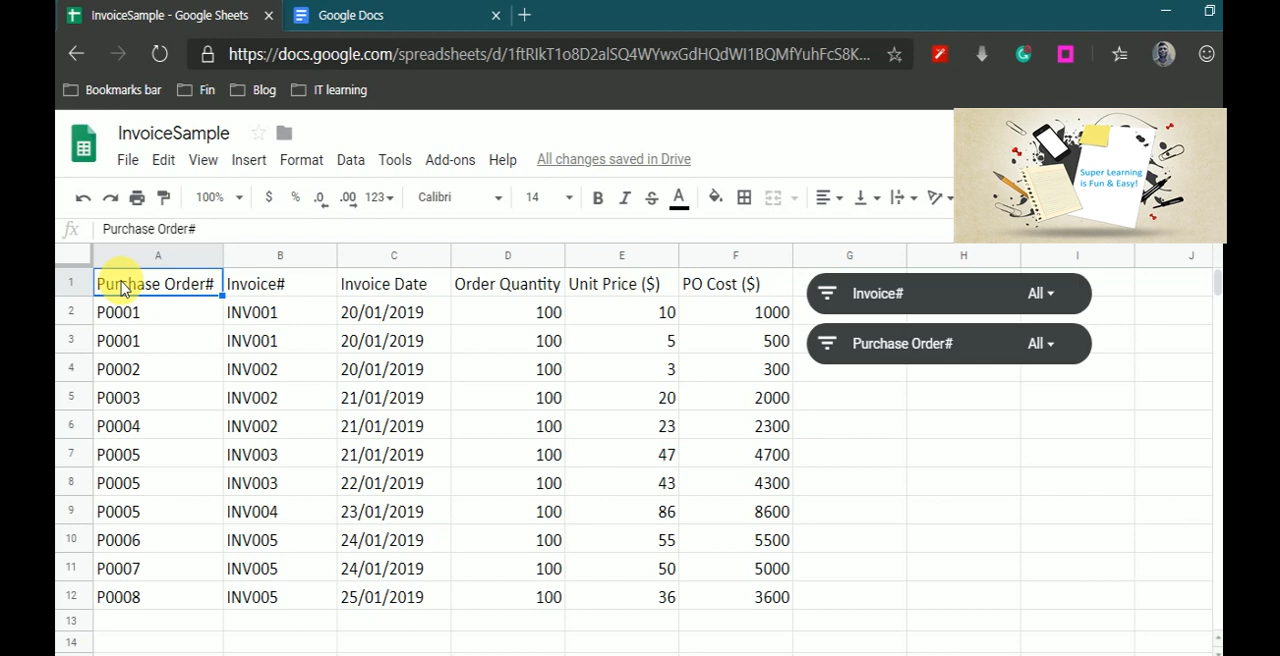 InvoiceSample - Google Sheets
Google Docs
https://docs.google.com/spreadsheets/d/1ftRIkT1o8D2alSQ4WYwxGdHQdWI1BQMfYuhFcS8K...
Bookmarks bar Fin Blog IT learning
InvoiceSample
File Edit View Insert Format Data Tools Add-ons Help All changes saved in Drive
100% $ % .0 .00 123 Calibri 14 B I S A
Super Learning
is Fun & Easy!
fx Purchase Order#
A B C D E F G H I J
1 Purchase Order# Invoice# Invoice Date Order Quantity Unit Price ($) PO Cost ($)
Invoice# All
2 P0001 INV001 20/01/2019 100 10 1000
3 P0001 INV001 20/01/2019 100 5 500
Purchase Order# All
4 P0002 INV002 20/01/2019 100 3 300
5 P0003 INV002 21/01/2019 100 20 2000
6 P0004 INV002 21/01/2019 100 23 2300
7 P0005 INV003 21/01/2019 100 47 4700
8 P0005 INV003 22/01/2019 100 43 4300
9 P0005 INV004 23/01/2019 100 86 8600
10 P0006 INV005 24/01/2019 100 55 5500
11 P0007 INV005 24/01/2019 100 50 5000
12 P0008 INV005 25/01/2019 100 36 3600
13
14